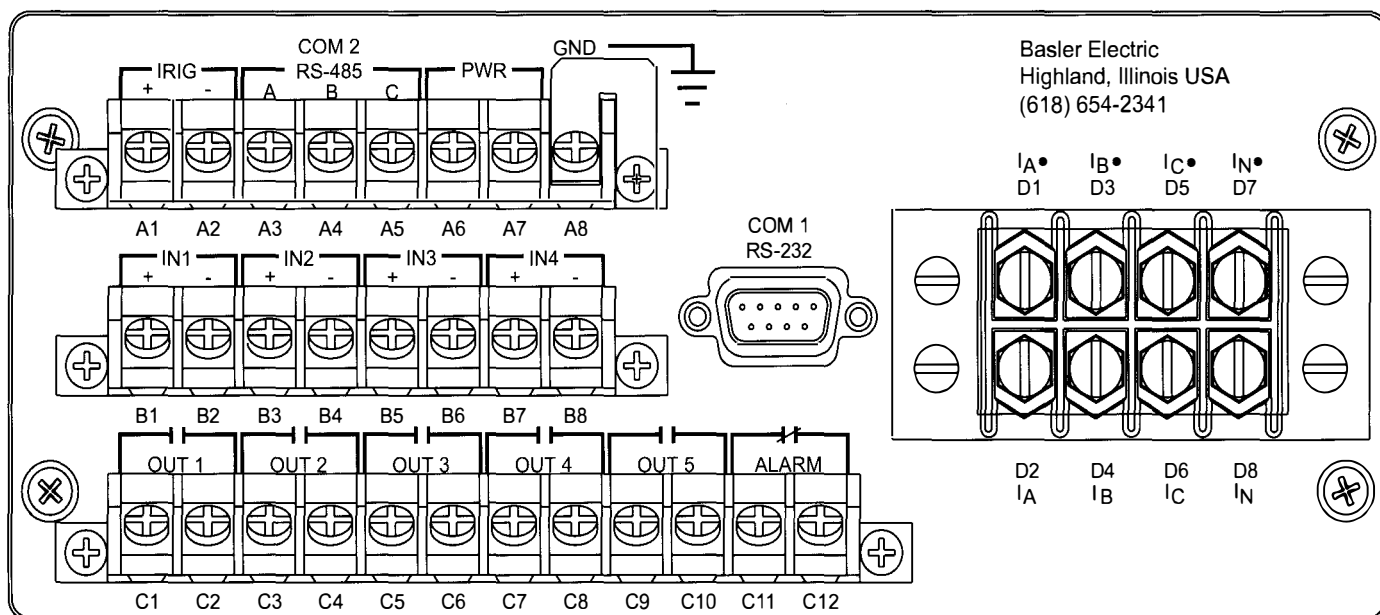 COM 2
GND
Basler Electric
Highland, Illinois USA
(618) 654-2341
IRIG RS-485 PWR
+ - A B C
A1 A2 A3 A4 A5 A6 A7 A8
IA• IB• IC• IN•
D1 D3 D5 D7
COM 1
RS-232
IN1 IN2 IN3 IN4
+ - + - + - + -
B1 B2 B3 B4 B5 B6 B7 B8
OUT 1 OUT 2 OUT 3 OUT 4 OUT 5 ALARM
D2 D4 D6 D8
IA IB IC IN
C1 C2 C3 C4 C5 C6 C7 C8 C9 C10 C11 C12